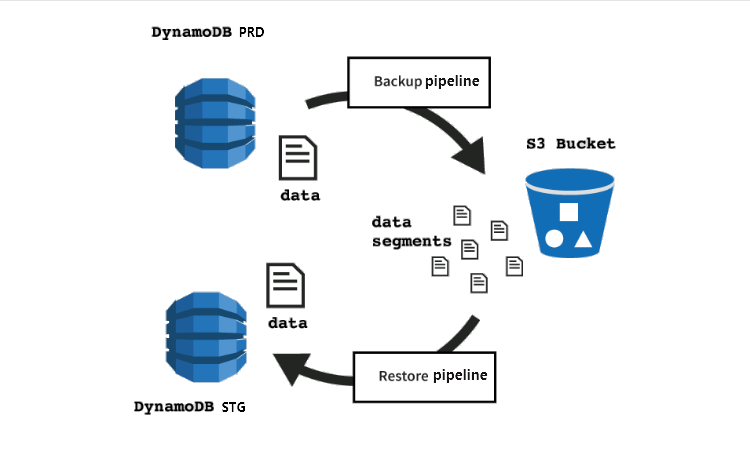 DynamoDB PRD
Backup pipeline
S3 Bucket
data
data
segments
data
Restore pipeline
DynamoDB STG